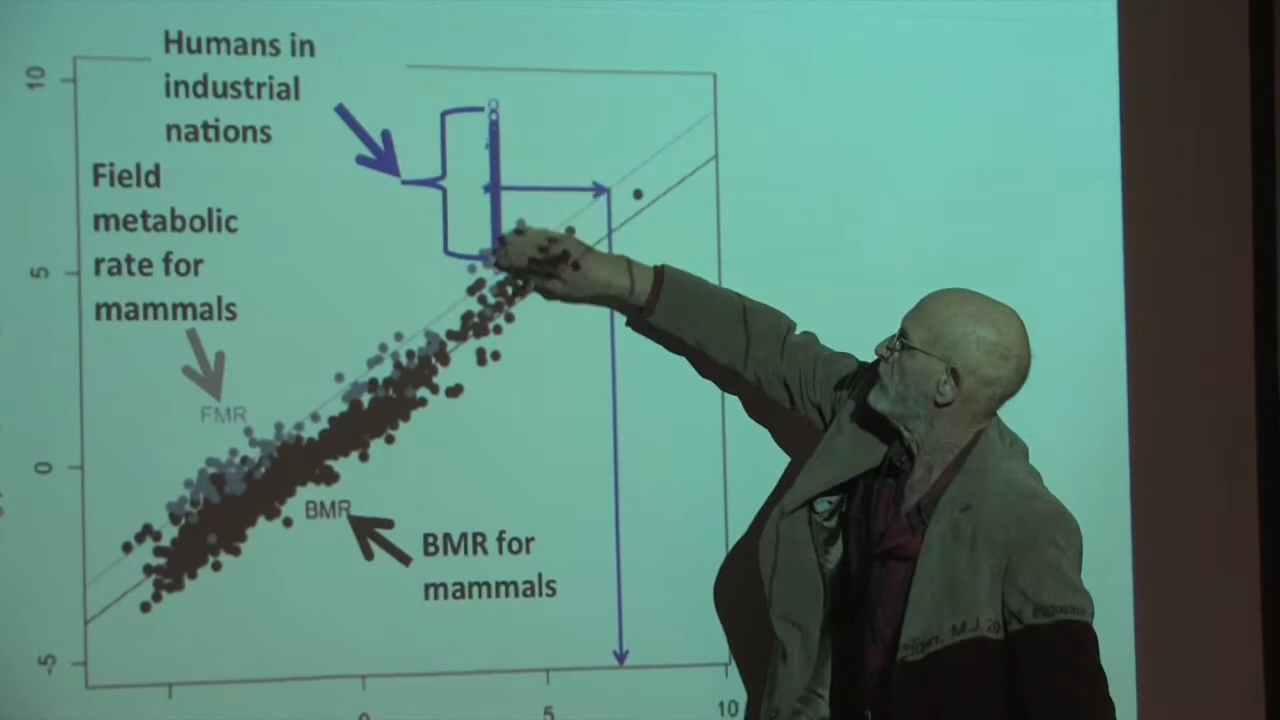 Humans in
industrial
nations
Field
metabolic
rate for
mammals
FMR
BMR
BMR for
mammals
10
5
0
-5
0
5
10
M.J.